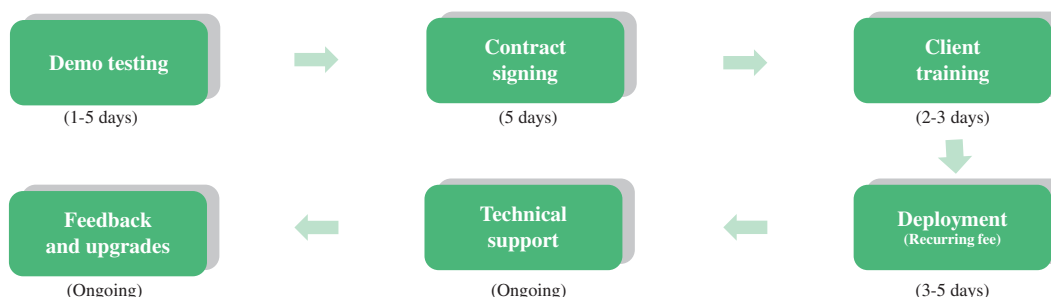 Demo testing
(1-5 days)
Contract
signing
(5 days)
Client
training
(2-3 days)
Deployment
(Recurring fee)
(3-5 days)
Technical
support
(Ongoing)
Feedback
and upgrades
(Ongoing)